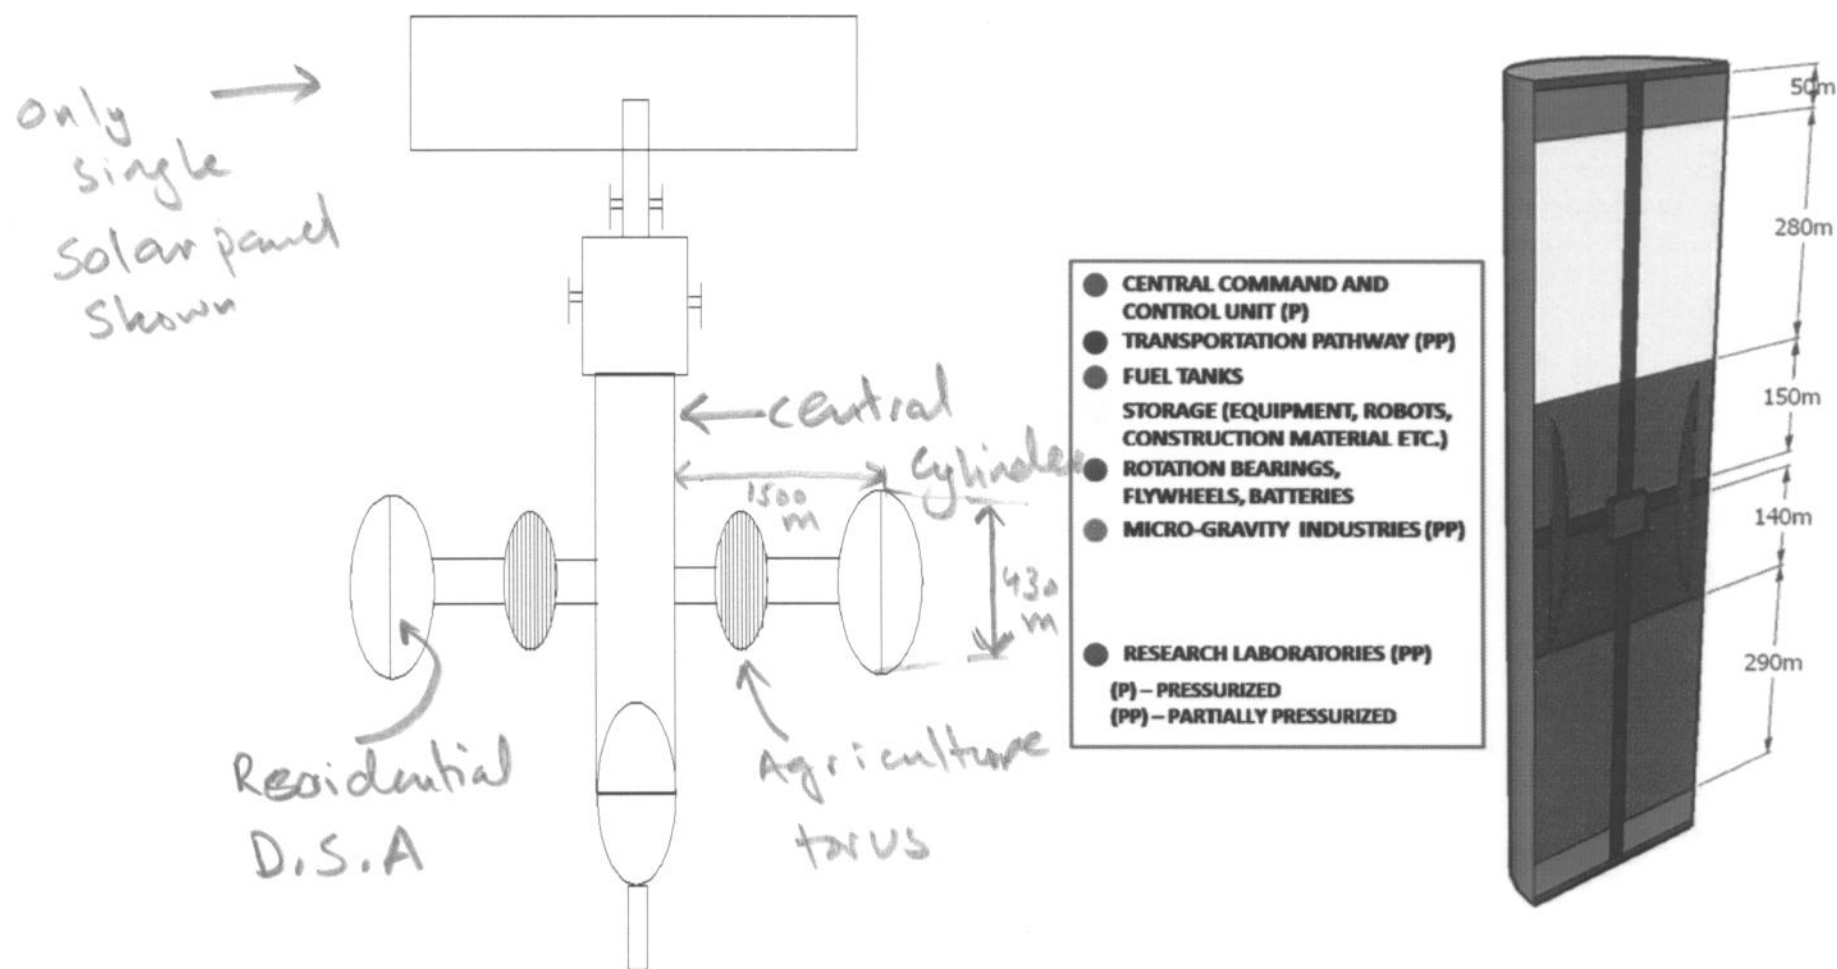 Only
single
Solar panel
Shown
central
Cylinder
1500
m
430
m
Residential
D.S.A
Agriculture
torus
CENTRAL COMMAND AND
CONTROL UNIT (P)
TRANSPORTATION PATHWAY (PP)
FUEL TANKS
STORAGE (EQUIPMENT, ROBOTS,
CONSTRUCTION MATERIAL ETC.)
ROTATION BEARINGS,
FLYWHEELS, BATTERIES
MICRO-GRAVITY INDUSTRIES (PP)
RESEARCH LABORATORIES (PP)
(P) – PRESSURIZED
(PP) – PARTIALLY PRESSURIZED
50m
280m
150m
140m
290m